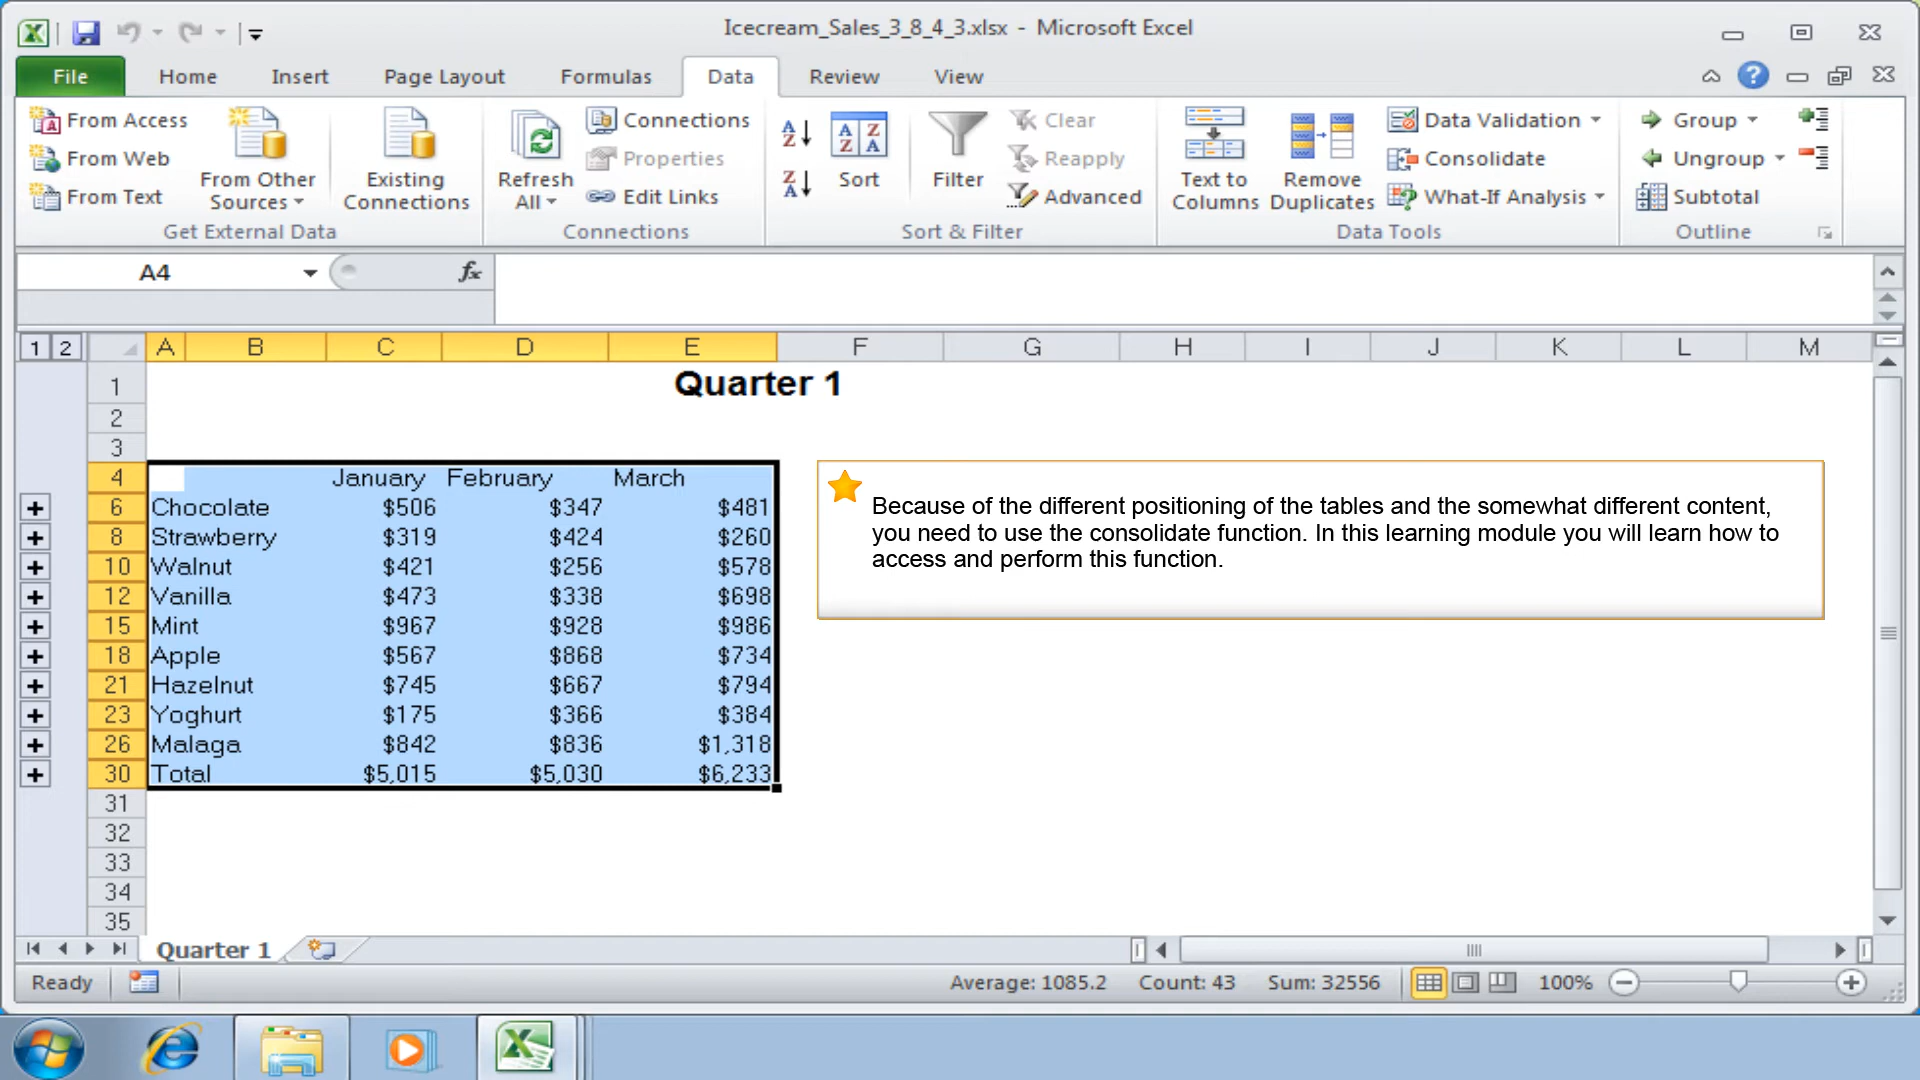 Icecream_Sales_3_8_4_3.xlsx - Microsoft Excel
File Home Insert Page Layout Formulas Data Review View
From Access
From Web
From Text
From Other Sources
Existing Connections
Get External Data
Refresh All
Connections
Properties
Edit Links
Connections
Sort
Filter
Clear
Reapply
Advanced
Sort & Filter
Text to Columns
Remove Duplicates
Data Validation
Consolidate
What-If Analysis
Data Tools
Group
Ungroup
Subtotal
Outline
A4 fx
1 2 A B C D E F G H I J K L M
1 Quarter 1
2
3
4 January February March
6 Chocolate $506 $347 $481
8 Strawberry $319 $424 $260
10 Walnut $421 $256 $578
12 Vanilla $473 $338 $698
15 Mint $967 $928 $986
18 Apple $567 $868 $734
21 Hazelnut $745 $667 $794
23 Yoghurt $175 $366 $384
26 Malaga $842 $836 $1,318
30 Total $5,015 $5,030 $6,233
31
32
33
34
35
Because of the different positioning of the tables and the somewhat different content,
you need to use the consolidate function. In this learning module you will learn how to
access and perform this function.
Quarter 1
Ready Average: 1085.2 Count: 43 Sum: 32556 100%